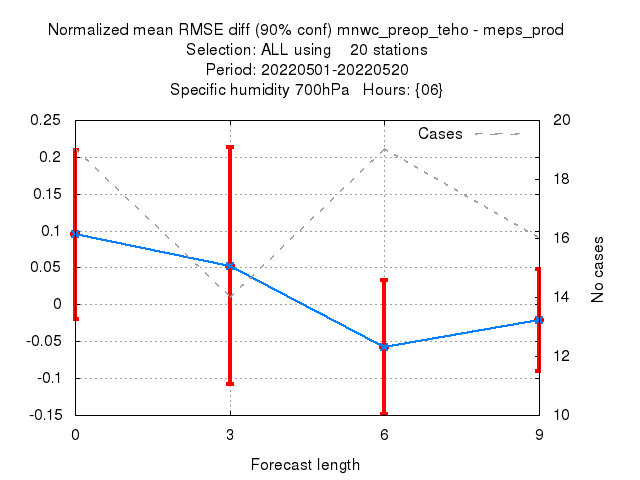 Normalized mean RMSE diff (90% conf) mnwc_preop_teho - meps_prod
Selection: ALL using    20 stations
Period: 20220501-20220520
Specific humidity 700hPa   Hours: {06}
0.25
0.2
0.15
0.1
0.05
0
-0.05
-0.1
-0.15
Cases
20
18
16
14
12
10
No cases
0 3 6 9
Forecast length